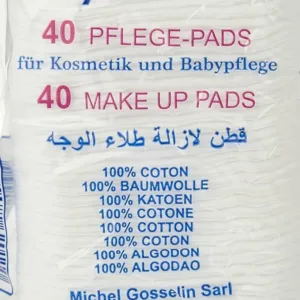 40 PFLEGE-PADS
für Kosmetik und Babypflege
40 MAKE UP PADS
قطن لازالة طلاء الوجه
100% COTON
100% BAUMWOLLE
100% KATOEN
100% COTONE
100% COTTON
100% COTTON
100% ALGODON
100% ALGODAO
Michel Gosselin Sarl